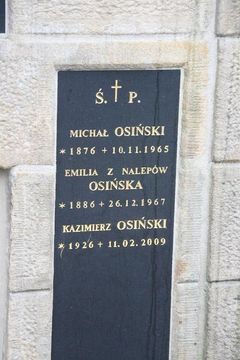 Ś. P.
MICHAŁ OSIŃSKI
* 1876 + 10.11.1965
EMILIA Z NALEPÓW
OSIŃSKA
* 1886 + 26.12.1967
KAZIMIERZ OSIŃSKI
* 1926 + 11.02.2009